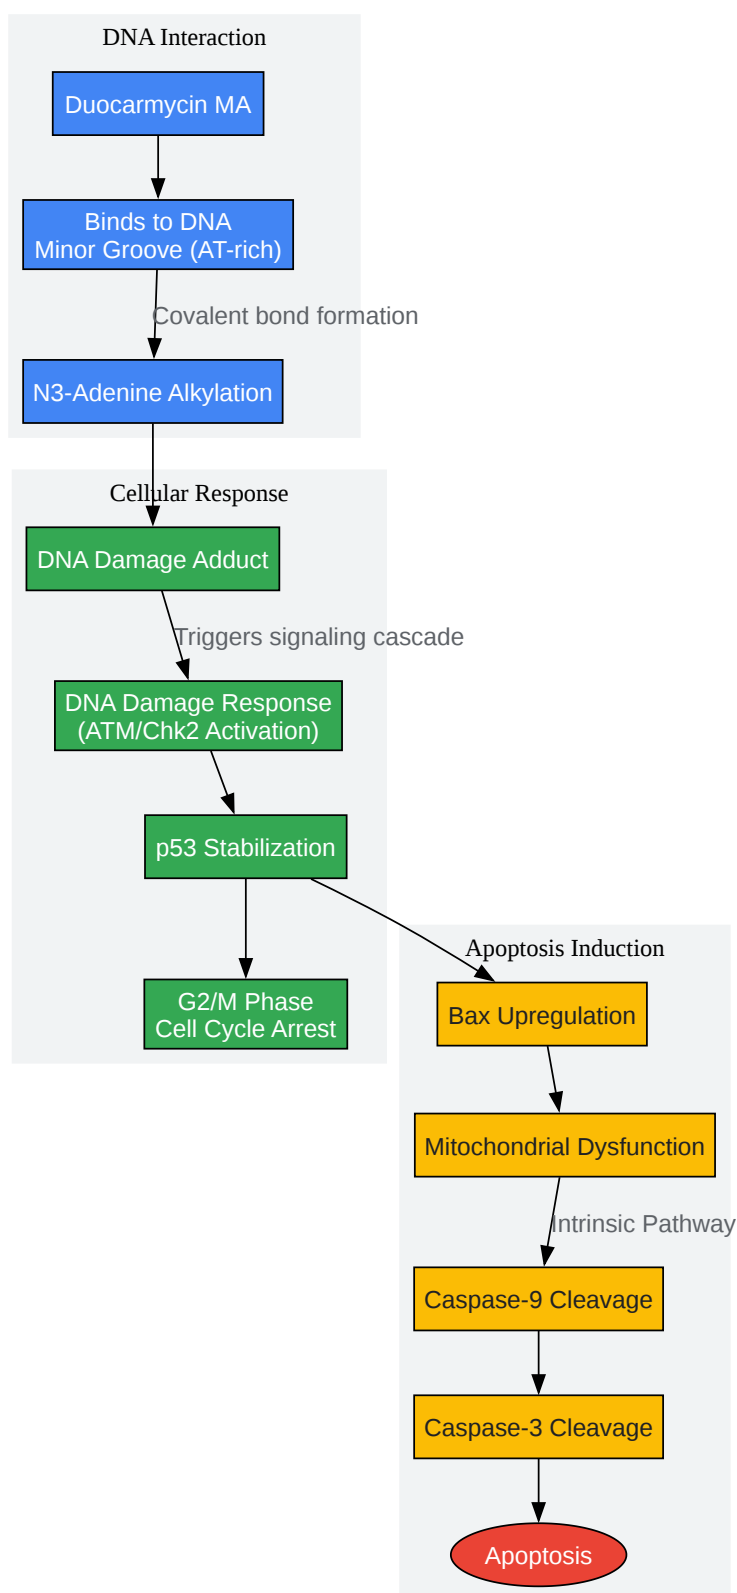 DNA Interaction
Duocarmycin MA
Binds to DNA
Minor Groove (AT-rich)
Covalent bond formation
N3-Adenine Alkylation
Cellular Response
DNA Damage Adduct
Triggers signaling cascade
DNA Damage Response
(ATM/Chk2 Activation)
p53 Stabilization
G2/M Phase
Cell Cycle Arrest
Apoptosis Induction
Bax Upregulation
Mitochondrial Dysfunction
Intrinsic Pathway
Caspase-9 Cleavage
Caspase-3 Cleavage
Apoptosis